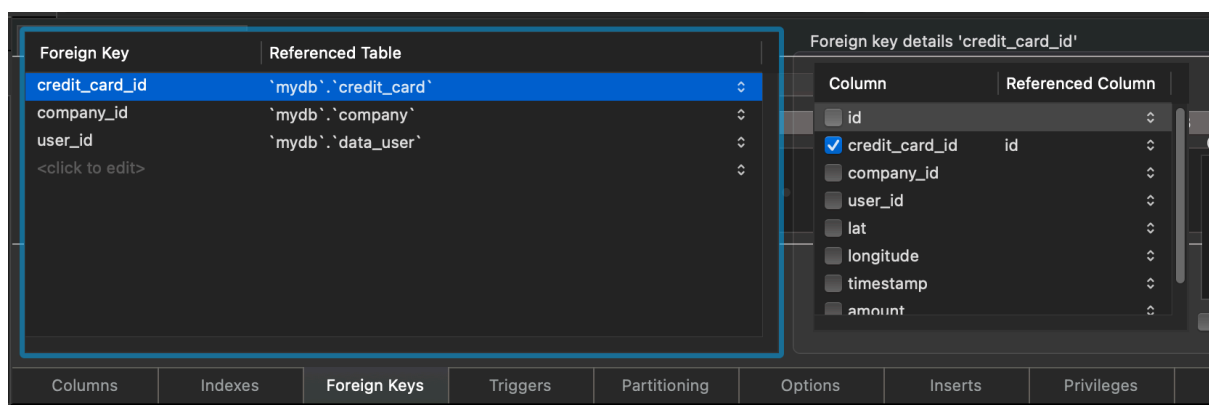 Foreign Key Referenced Table
credit_card_id `mydb`.`credit_card`
company_id `mydb`.`company`
user_id `mydb`.`data_user`
<click to edit>
Foreign key details 'credit_card_id'
Column Referenced Column
id
credit_card_id id
company_id
user_id
lat
longitude
timestamp
amount
Columns Indexes Foreign Keys Triggers Partitioning Options Inserts Privileges